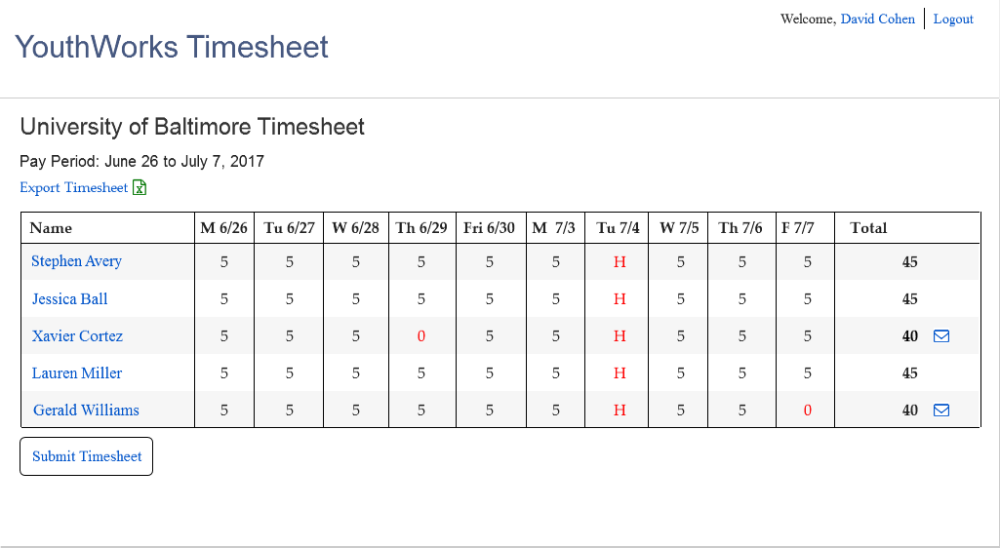 Welcome, David Cohen Logout
YouthWorks Timesheet
University of Baltimore Timesheet
Pay Period: June 26 to July 7, 2017
Export Timesheet
Name M 6/26 Tu 6/27 W 6/28 Th 6/29 Fri 6/30 M 7/3 Tu 7/4 W 7/5 Th 7/6 F 7/7 Total
Stephen Avery 5 5 5 5 5 5 H 5 5 5 45
Jessica Ball 5 5 5 5 5 5 H 5 5 5 45
Xavier Cortez 5 5 5 0 5 5 H 5 5 5 40
Lauren Miller 5 5 5 5 5 5 H 5 5 5 45
Gerald Williams 5 5 5 5 5 5 H 5 5 0 40
Submit Timesheet